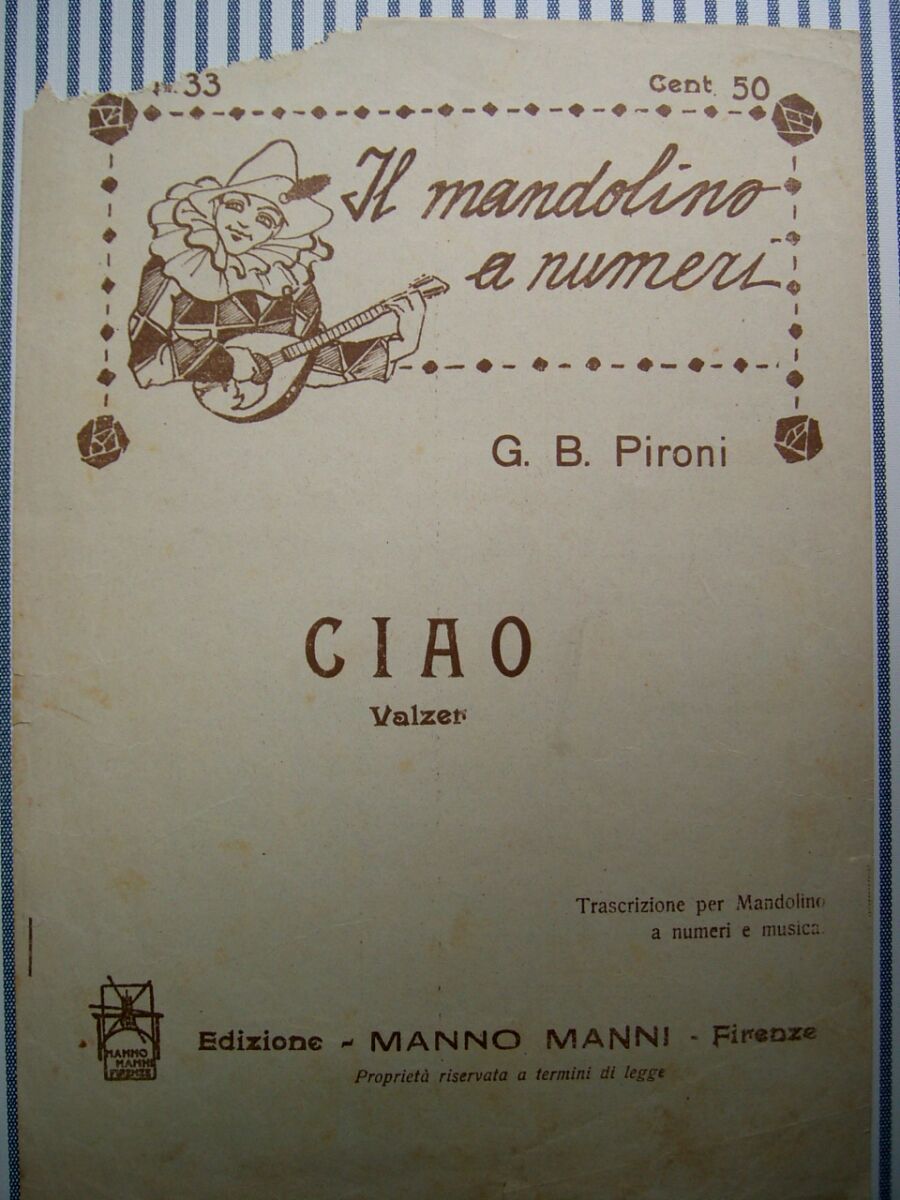 N. 33
Cent. 50
Il mandolino
a numeri
G. B. Pironi
CIAO
Valzer
Trascrizione per Mandolino
a numeri e musica.
MANNO
MANNI
FIRENZE
Edizione - MANNO MANNI - Firenze
Proprietà riservata a termini di legge